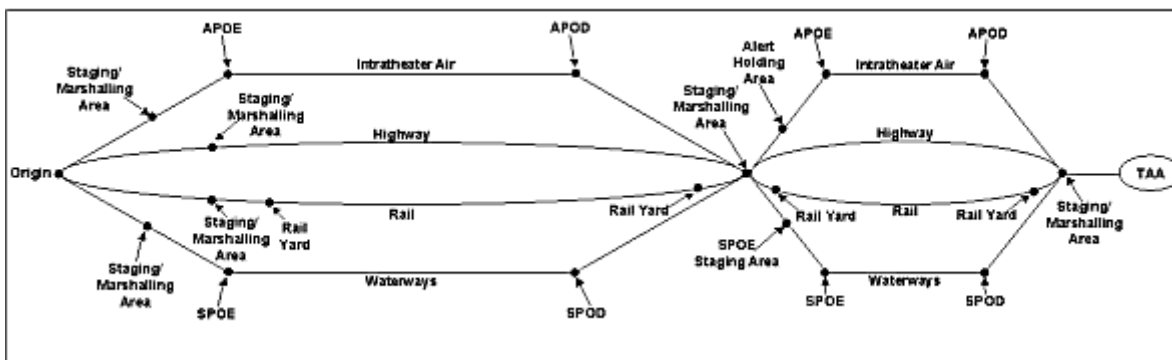 APOE
APOD
APOE
APOD
Alert
Holding
Area
Intratheater Air
Intratheater Air
Staging/
Marshalling
Area
Staging/
Marshalling
Area
Staging/
Marshalling
Area
Highway
Highway
Origin
TAA
Rail
Rail Yard
Rail Yard
Rail
Rail Yard
Staging/
Marshalling
Area
Rail
Yard
Staging/
Marshalling
Area
SPOE
Staging Area
Staging/
Marshalling
Area
Waterways
Waterways
SPOE
SPOD
SPOE
SPOD